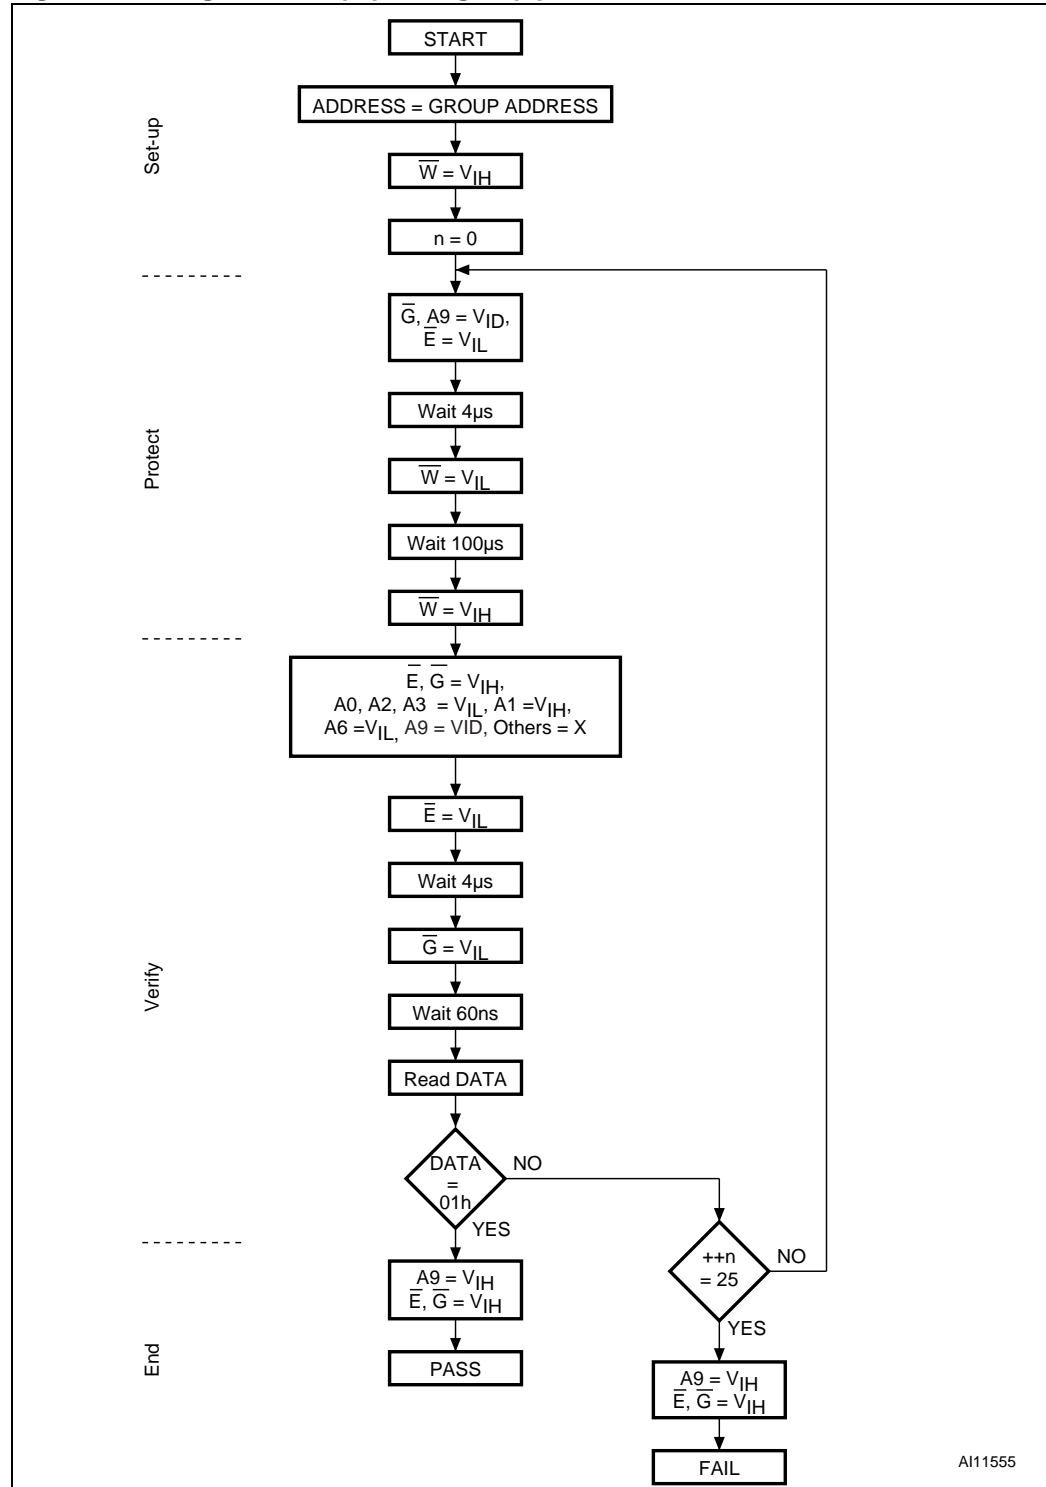 START
ADDRESS = GROUP ADDRESS
Set-up
W̅ = VIH
n = 0
G̅, A9 = VID,
E̅ = VIL
Wait 4µs
Protect
W̅ = VIL
Wait 100µs
W̅ = VIH
E̅, G̅ = VIH,
A0, A2, A3 = VIL, A1 =VIH,
A6 =VIL, A9 = VID, Others = X
E̅ = VIL
Wait 4µs
G̅ = VIL
Verify
Wait 60ns
Read DATA
DATA
=
01h
NO
YES
++n
= 25
NO
YES
A9 = VIH
E̅, G̅ = VIH
End
PASS
A9 = VIH
E̅, G̅ = VIH
FAIL
AI11555